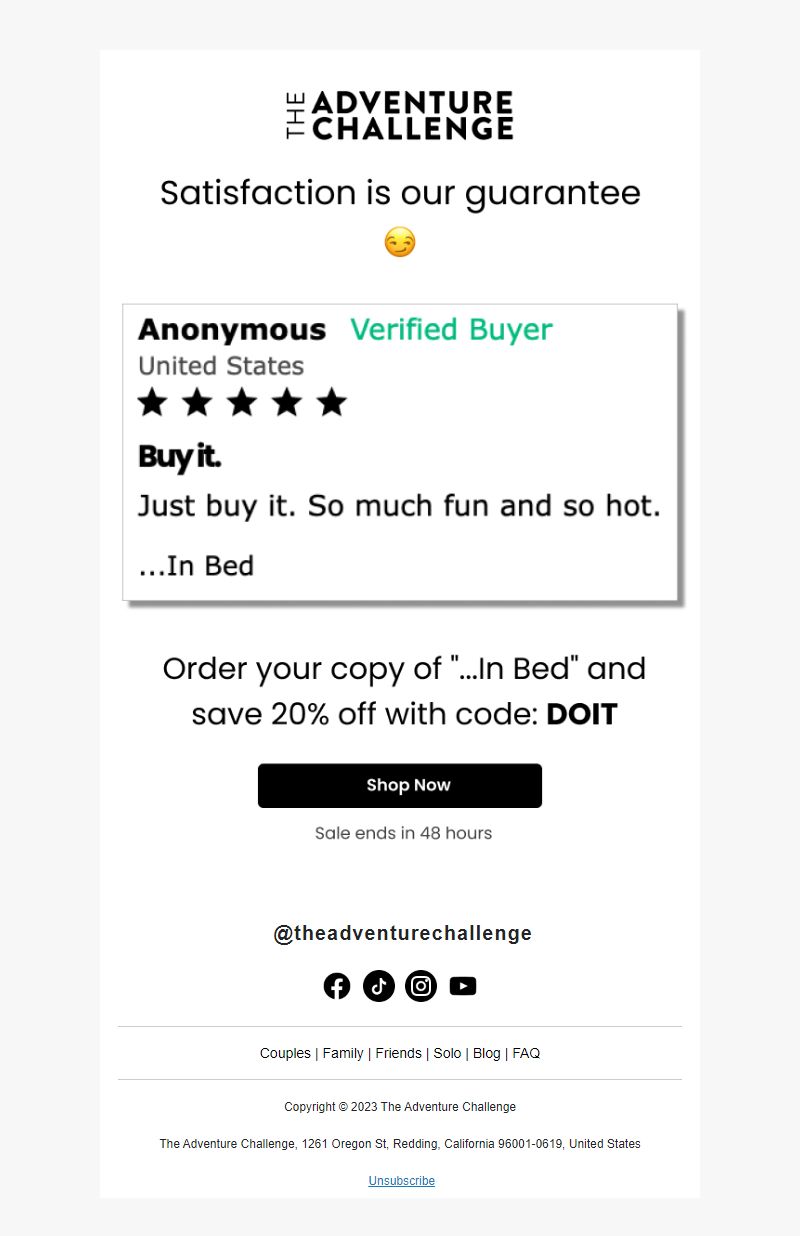 THE ADVENTURE
CHALLENGE
Satisfaction is our guarantee
😏
Anonymous Verified Buyer
United States
★ ★ ★ ★ ★
Buy it.
Just buy it. So much fun and so hot.
...In Bed
Order your copy of "...In Bed" and
save 20% off with code: DOIT
Shop Now
Sale ends in 48 hours
@theadventurechallenge
Couples | Family | Friends | Solo | Blog | FAQ
Copyright © 2023 The Adventure Challenge
The Adventure Challenge, 1261 Oregon St, Redding, California 96001-0619, United States
Unsubscribe